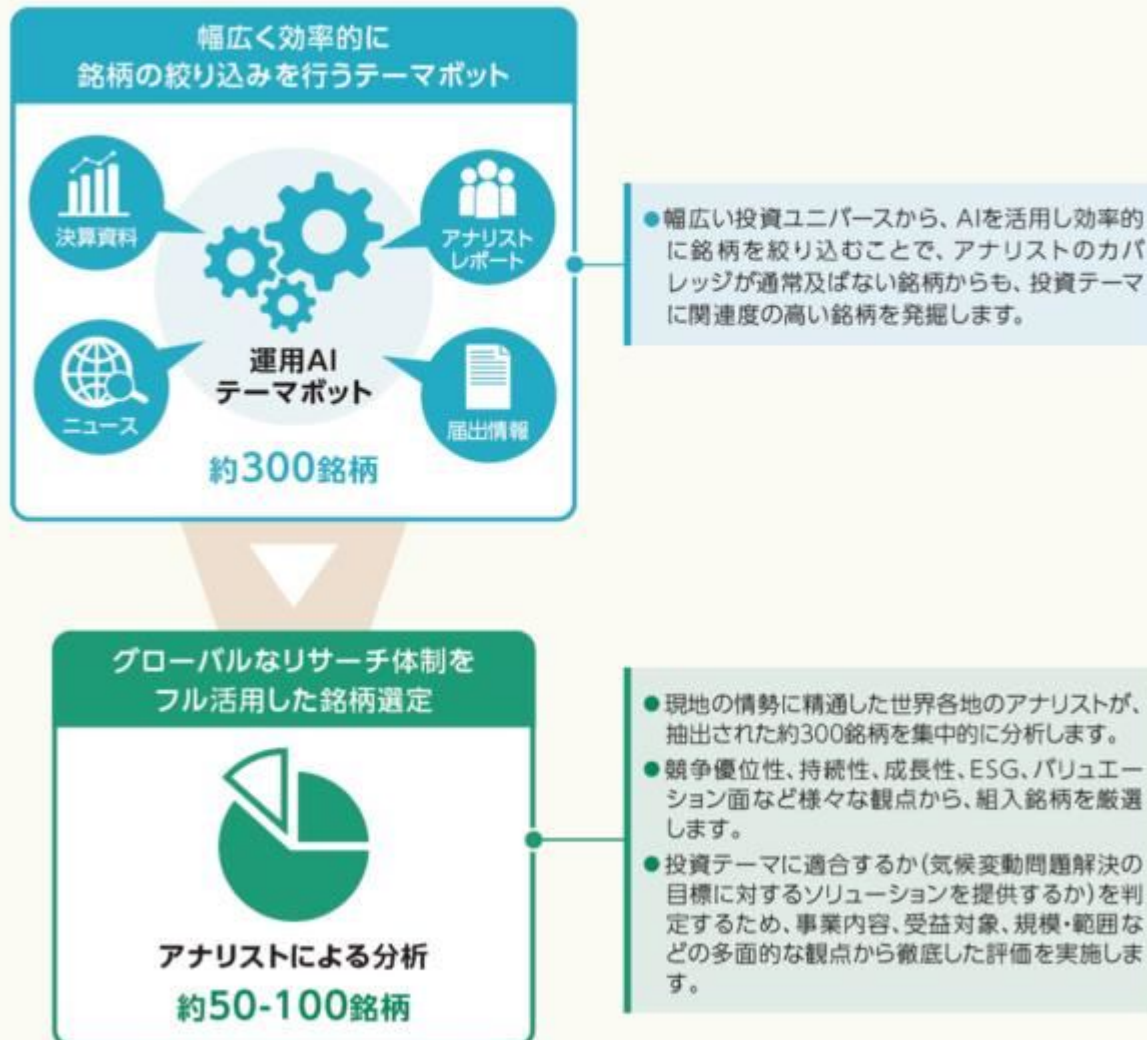 幅広く効率的に
銘柄の絞り込みを行うテーマボット
決算資料
アナリスト
レポート
運用AI
テーマボット
ニュース
届出情報
約300銘柄
●幅広い投資ユニバースから、AIを活用し効率的
に銘柄を絞り込むことで、アナリストのカバ
レッジが通常及ばない銘柄からも、投資テーマ
に関連度の高い銘柄を発掘します。
グローバルなリサーチ体制を
フル活用した銘柄選定
アナリストによる分析
約50-100銘柄
●現地の情勢に精通した世界各地のアナリストが、
抽出された約300銘柄を集中的に分析します。
●競争優位性、持続性、成長性、ESG、バリュエー
ション面など様々な観点から、組入銘柄を厳選
します。
●投資テーマに適合するか(気候変動問題解決の
目標に対するソリューションを提供するか)を判
定するため、事業内容、受益対象、規模・範囲な
どの多面的な観点から徹底した評価を実施しま
す。